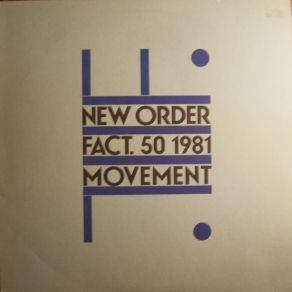 NEW ORDER
FACT. 50 1981
MOVEMENT